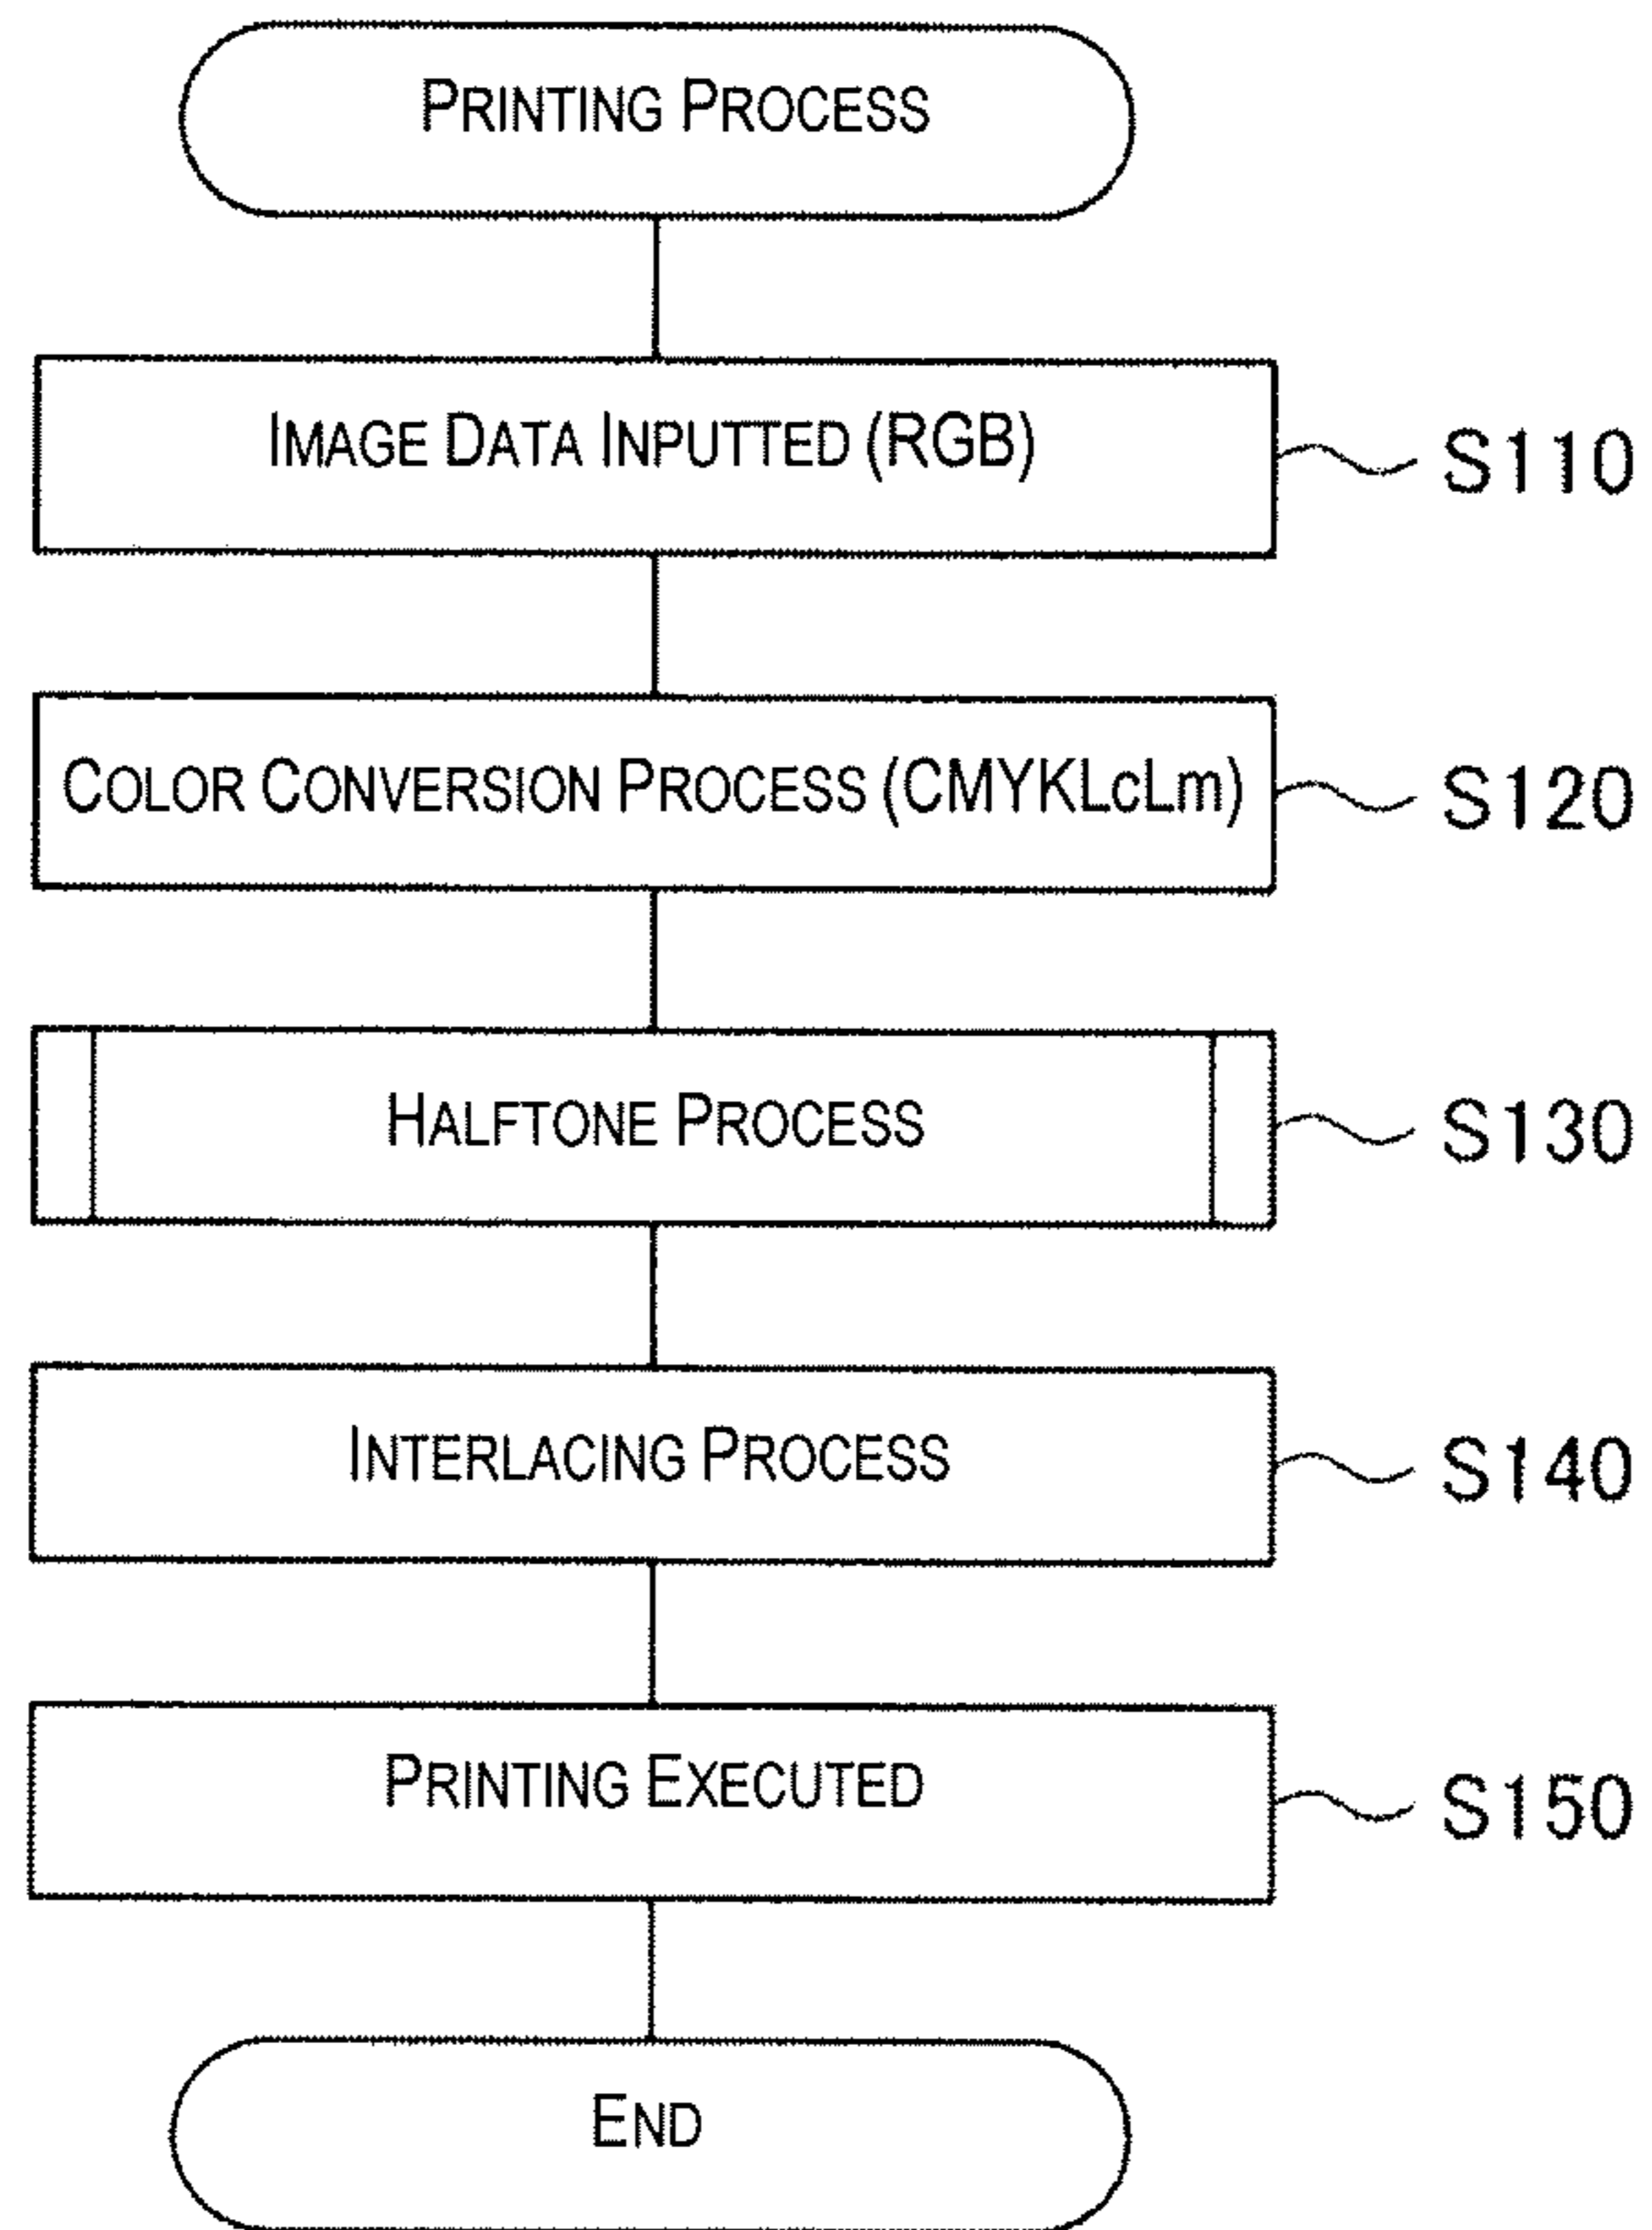 PRINTING PROCESS
IMAGE DATA INPUTTED (RGB)
S110
COLOR CONVERSION PROCESS (CMYKLcLm)
S120
HALFTONE PROCESS
S130
INTERLACING PROCESS
S140
PRINTING EXECUTED
S150
END